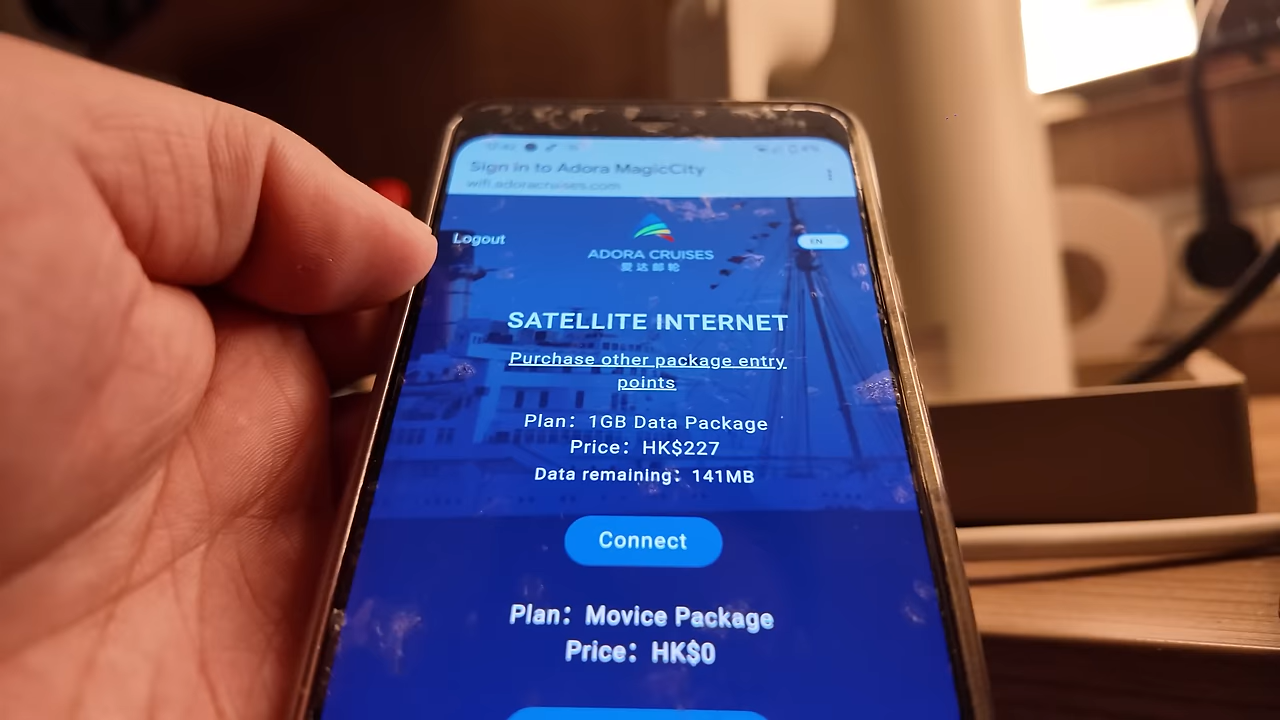 Sign in to Adora MagicCity
wifi.adoracruises.com
Logout
EN
ADORA CRUISES
爱达邮轮
SATELLITE INTERNET
Purchase other package entry
points
Plan: 1GB Data Package
Price: HK$227
Data remaining: 141MB
Connect
Plan: Movice Package
Price: HK$0